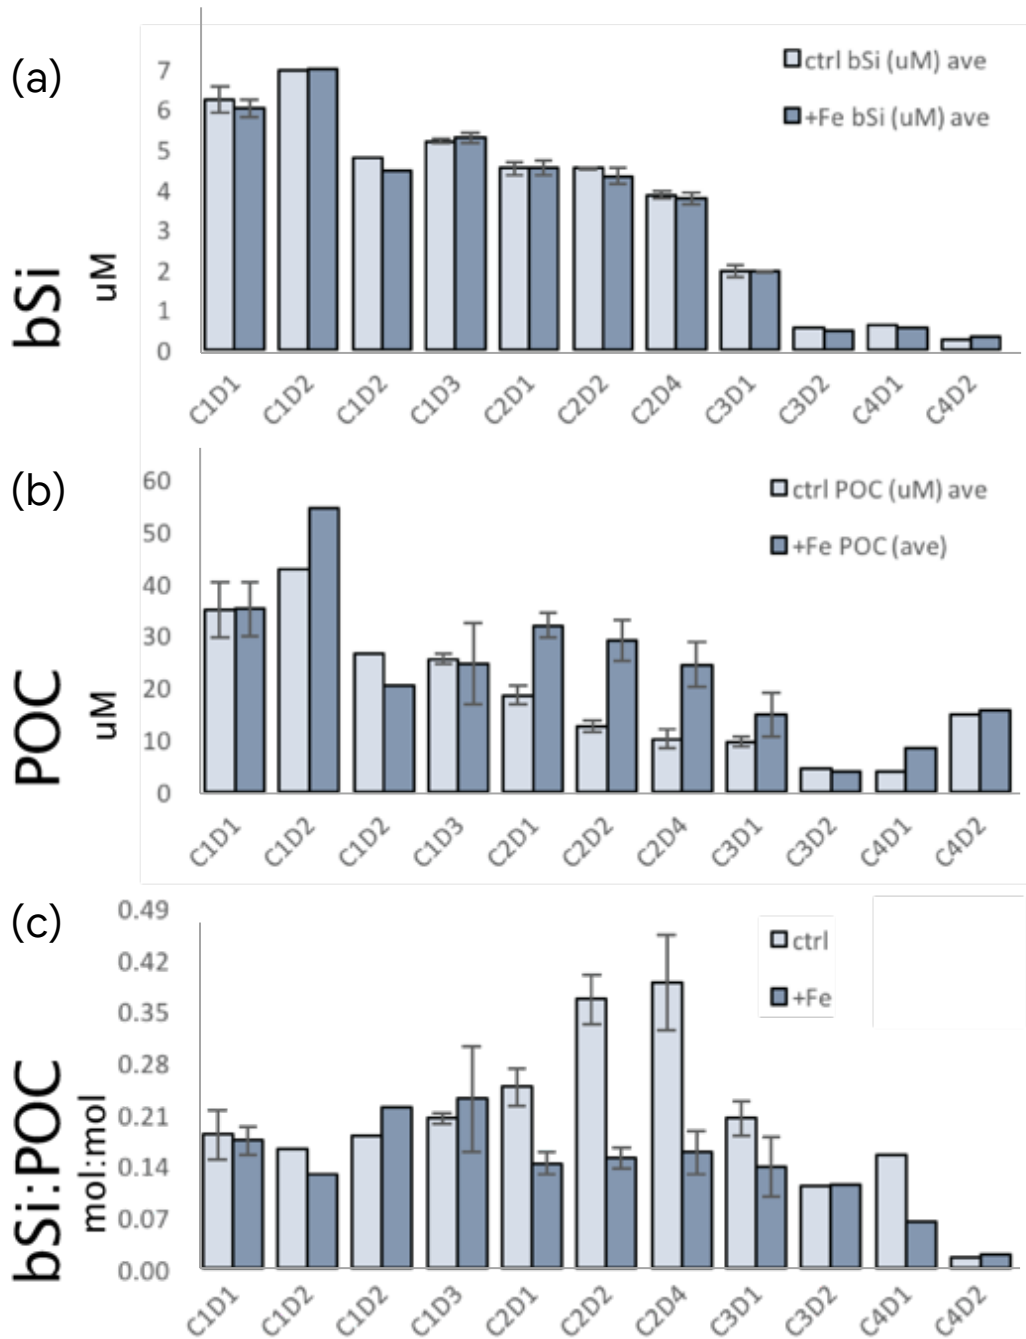 (a)
bSi
uM
7
6
5
4
3
2
1
0
ctrl bSi (uM) ave
+Fe bSi (uM) ave
C1D1 C1D2 C1D2 C1D3 C2D1 C2D2 C2D4 C3D1 C3D2 C4D1 C4D2
(b)
POC
uM
60
50
40
30
20
10
0
ctrl POC (uM) ave
+Fe POC (ave)
C1D1 C1D2 C1D2 C1D3 C2D1 C2D2 C2D4 C3D1 C3D2 C4D1 C4D2
(c)
bSi:POC
mol:mol
0.49
0.42
0.35
0.28
0.21
0.14
0.07
0.00
ctrl
+Fe
C1D1 C1D2 C1D2 C1D3 C2D1 C2D2 C2D4 C3D1 C3D2 C4D1 C4D2